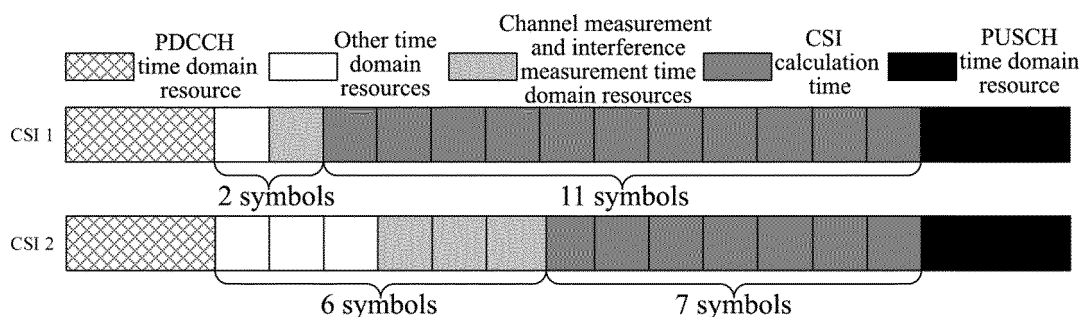 PDCCH
time domain
resource
Other time
domain
resources
Channel measurement
and interference
measurement time
domain resources
CSI
calculation
time
PUSCH
time domain
resource
CSI 1
2 symbols
11 symbols
CSI 2
6 symbols
7 symbols